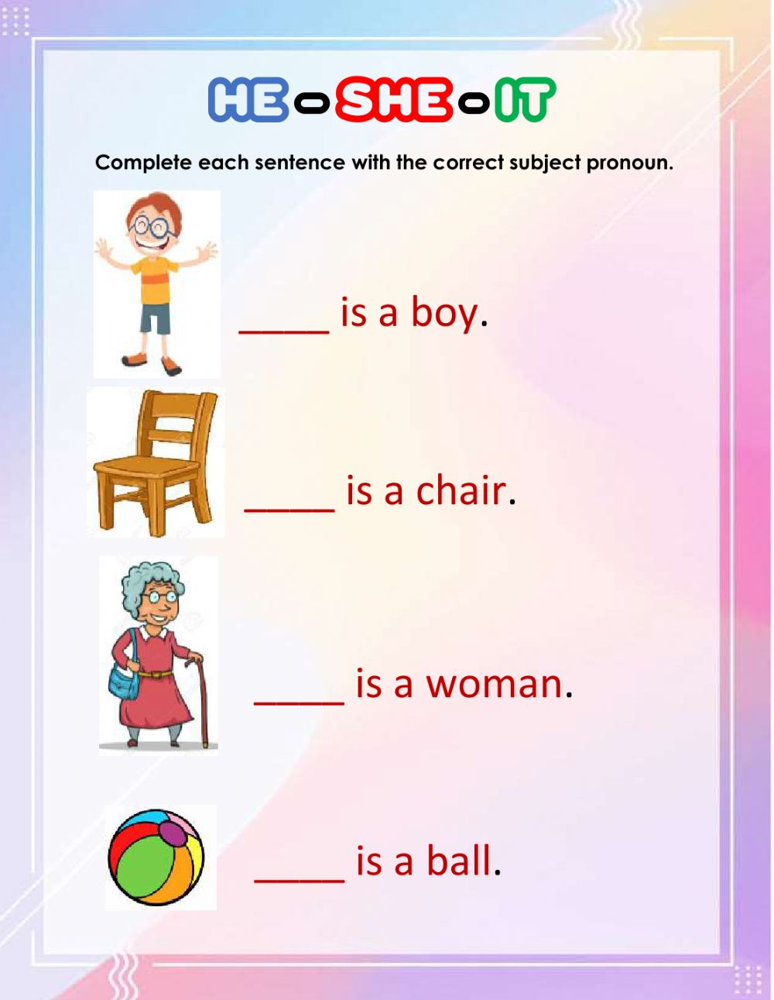 HE-SHE-IT
Complete each sentence with the correct subject pronoun.
____ is a boy.
____ is a chair.
____ is a woman.
____ is a ball.